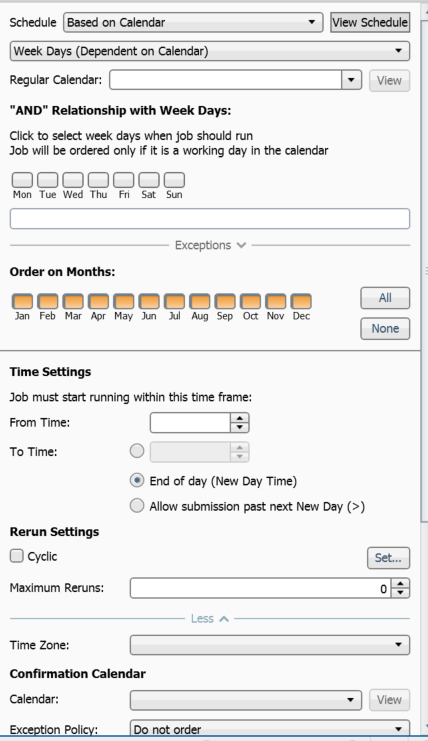 Schedule Based on Calendar View Schedule
Week Days (Dependent on Calendar)
Regular Calendar: View
"AND" Relationship with Week Days:
Click to select week days when job should run
Job will be ordered only if it is a working day in the calendar
Mon Tue Wed Thu Fri Sat Sun
Exceptions
Order on Months:
Jan Feb Mar Apr May Jun Jul Aug Sep Oct Nov Dec
All
None
Time Settings
Job must start running within this time frame:
From Time:
To Time:
End of day (New Day Time)
Allow submission past next New Day (>)
Rerun Settings
Cyclic Set...
Maximum Reruns: 0
Less
Time Zone:
Confirmation Calendar
Calendar: View
Exception Policy: Do not order